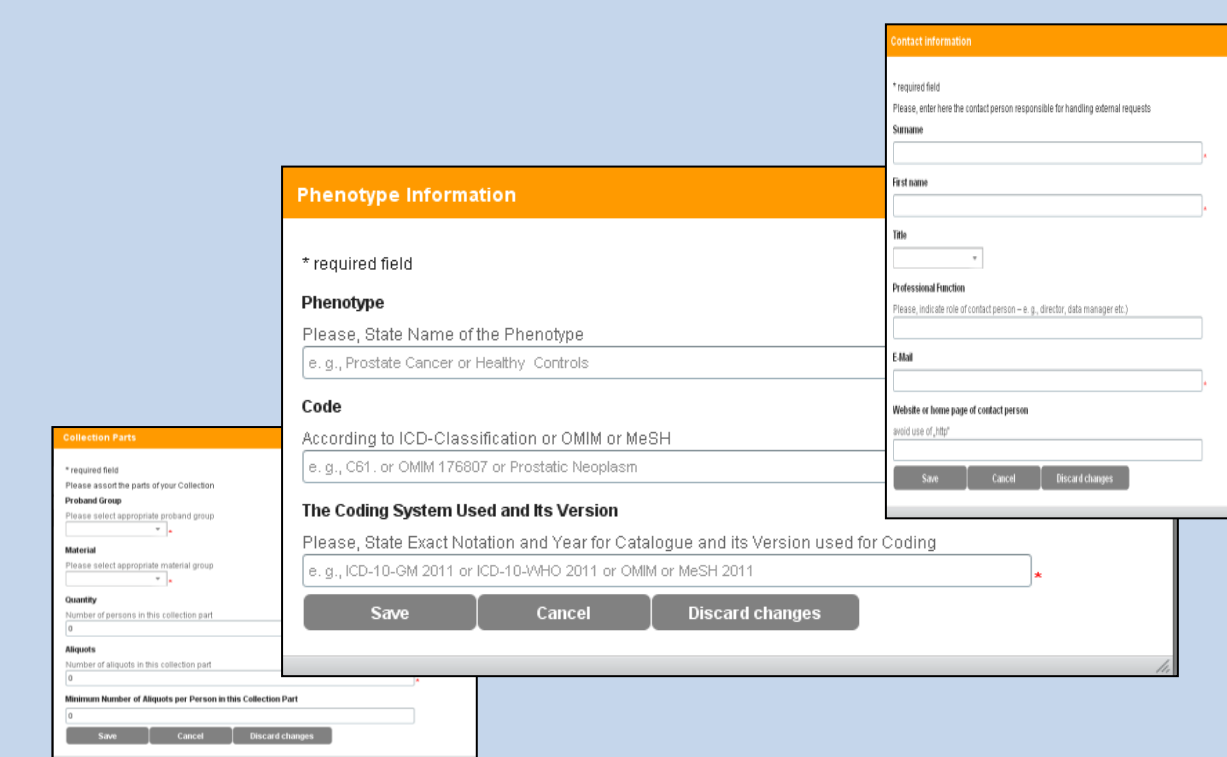 Contact information
* required field
Please, enter here the contact person responsible for handling external requests
Surname
*
First name
*
Title
Professional Function
Please, indicate role of contact person – e. g., director, data manager etc.)
E-Mail
*
Website or home page of contact person
avoid use of „http"
Save Cancel Discard changes
Phenotype Information
* required field
Phenotype
Please, State Name of the Phenotype
e. g., Prostate Cancer or Healthy Controls
Code
According to ICD-Classification or OMIM or MeSH
e. g., C61. or OMIM 176807 or Prostatic Neoplasm
The Coding System Used and Its Version
Please, State Exact Notation and Year for Catalogue and its Version used for Coding
e. g., ICD-10-GM 2011 or ICD-10-WHO 2011 or OMIM or MeSH 2011
*
Save Cancel Discard changes
Collection Parts
* required field
Please assort the parts of your Collection
Proband Group
Please select appropriate proband group
*
Material
Please select appropriate material group
*
Quantity
Number of persons in this collection part
0
Aliquots
Number of aliquots in this collection part
0
*
Minimum Number of Aliquots per Person in this Collection Part
0
Save Cancel Discard changes